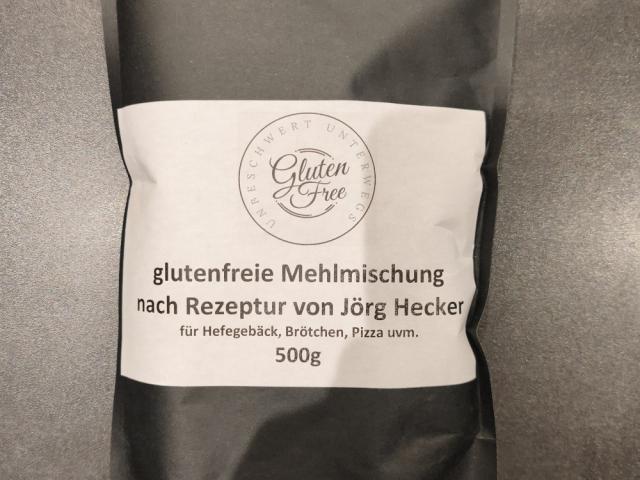 UNBESCHWERT UNTERWEGS
Gluten
Free
glutenfreie Mehlmischung
nach Rezeptur von Jörg Hecker
für Hefegebäck, Brötchen, Pizza uvm.
500g